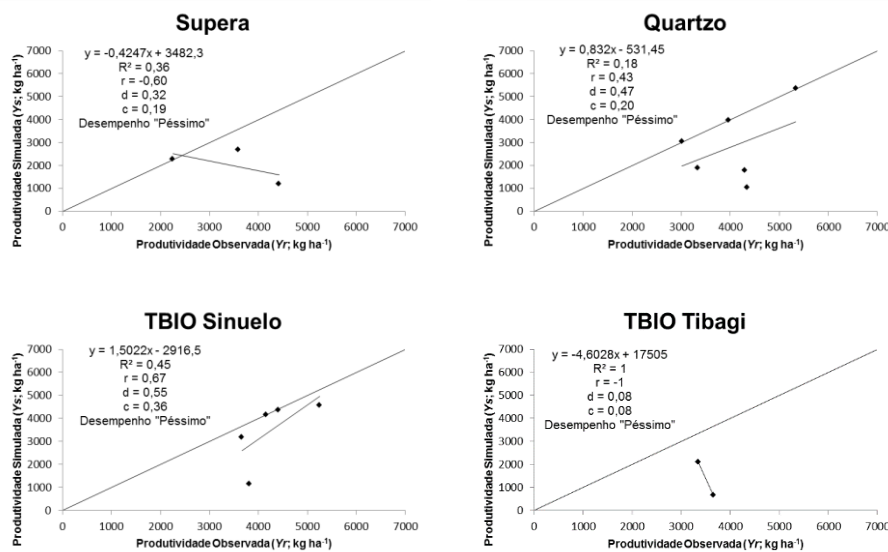 Supera
y = -0,4247x + 3482,3
R² = 0,36
r = -0,60
d = 0,32
c = 0,19
Desempenho "Péssimo"
Produtividade Simulada (Ys; kg ha⁻¹)
7000
6000
5000
4000
3000
2000
1000
0
0 1000 2000 3000 4000 5000 6000 7000
Produtividade Observada (Yr; kg ha⁻¹)
Quartzo
y = 0,832x - 531,45
R² = 0,18
r = 0,43
d = 0,47
c = 0,20
Desempenho "Péssimo"
Produtividade Simulada (Ys; kg ha⁻¹)
7000
6000
5000
4000
3000
2000
1000
0
0 1000 2000 3000 4000 5000 6000 7000
Produtividade Observada (Yr; kg ha⁻¹)
TBIO Sinuelo
y = 1,5022x - 2916,5
R² = 0,45
r = 0,67
d = 0,55
c = 0,36
Desempenho "Péssimo"
Produtividade Simulada (Ys; kg ha⁻¹)
7000
6000
5000
4000
3000
2000
1000
0
0 1000 2000 3000 4000 5000 6000 7000
Produtividade Observada (Yr; kg ha⁻¹)
TBIO Tibagi
y = -4,6028x + 17505
R² = 1
r = -1
d = 0,08
c = 0,08
Desempenho "Péssimo"
Produtividade Simulada (Ys; kg ha⁻¹)
7000
6000
5000
4000
3000
2000
1000
0
0 1000 2000 3000 4000 5000 6000 7000
Produtividade Observada (Yr; kg ha⁻¹)